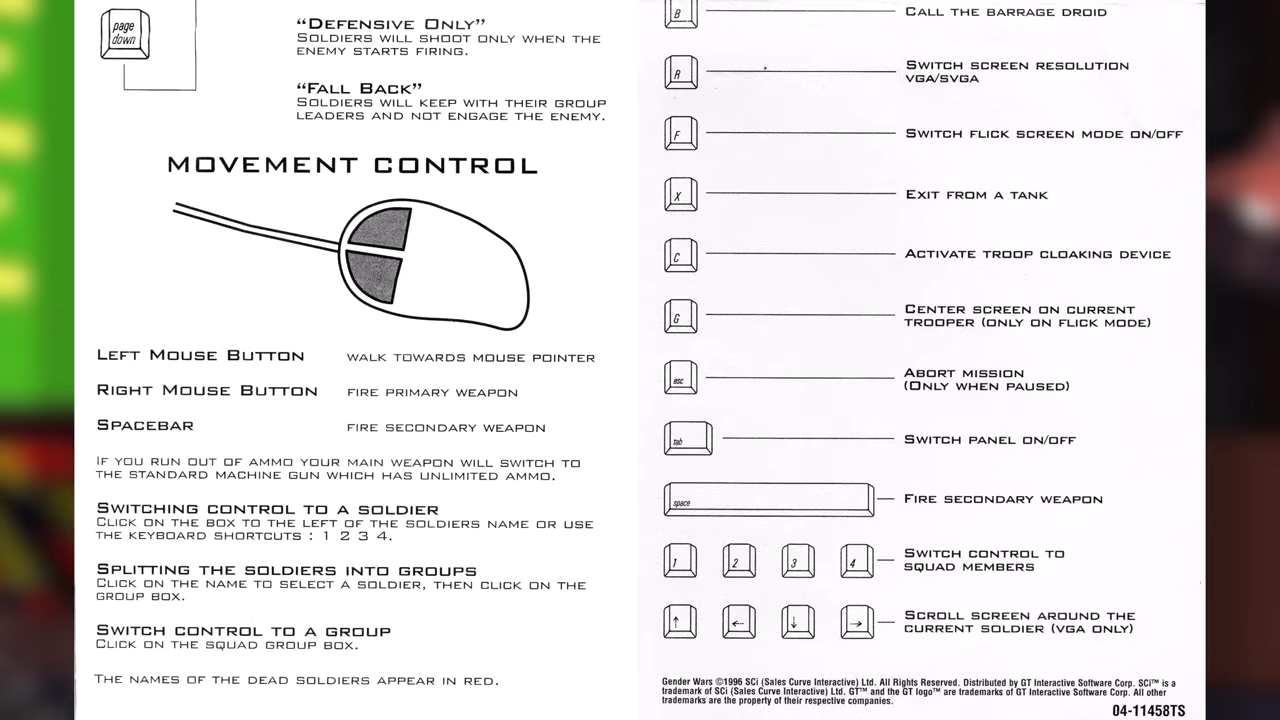 page
down
“Defensive Only”
Soldiers will shoot only when the
enemy starts firing.
“Fall Back”
Soldiers will keep with their group
leaders and not engage the enemy.
MOVEMENT CONTROL
Left Mouse Button walk towards mouse pointer
Right Mouse Button fire primary weapon
Spacebar fire secondary weapon
If you run out of ammo your main weapon will switch to
the standard machine gun which has unlimited ammo.
Switching control to a soldier
Click on the box to the left of the soldiers name or use
the keyboard shortcuts : 1 2 3 4.
Splitting the soldiers into groups
Click on the name to select a soldier, then click on the
group box.
Switch control to a group
Click on the squad group box.
The names of the dead soldiers appear in red.
B Call the barrage droid
R Switch screen resolution
VGA/SVGA
F Switch flick screen mode on/off
X Exit from a tank
C Activate troop cloaking device
G Center screen on current
trooper (only on flick mode)
esc Abort mission
(Only when paused)
tab Switch panel on/off
space Fire secondary weapon
1 2 3 4 Switch control to
squad members
↑ ← ↓ → Scroll screen around the
current soldier (VGA only)
Gender Wars ©1996 SCi (Sales Curve Interactive) Ltd. All Rights Reserved. Distributed by GT Interactive Software Corp. SCi™ is a
trademark of SCi (Sales Curve Interactive) Ltd. GT™ and the GT logo™ are trademarks of GT Interactive Software Corp. All other
trademarks are the property of their respective companies.
04-11458TS